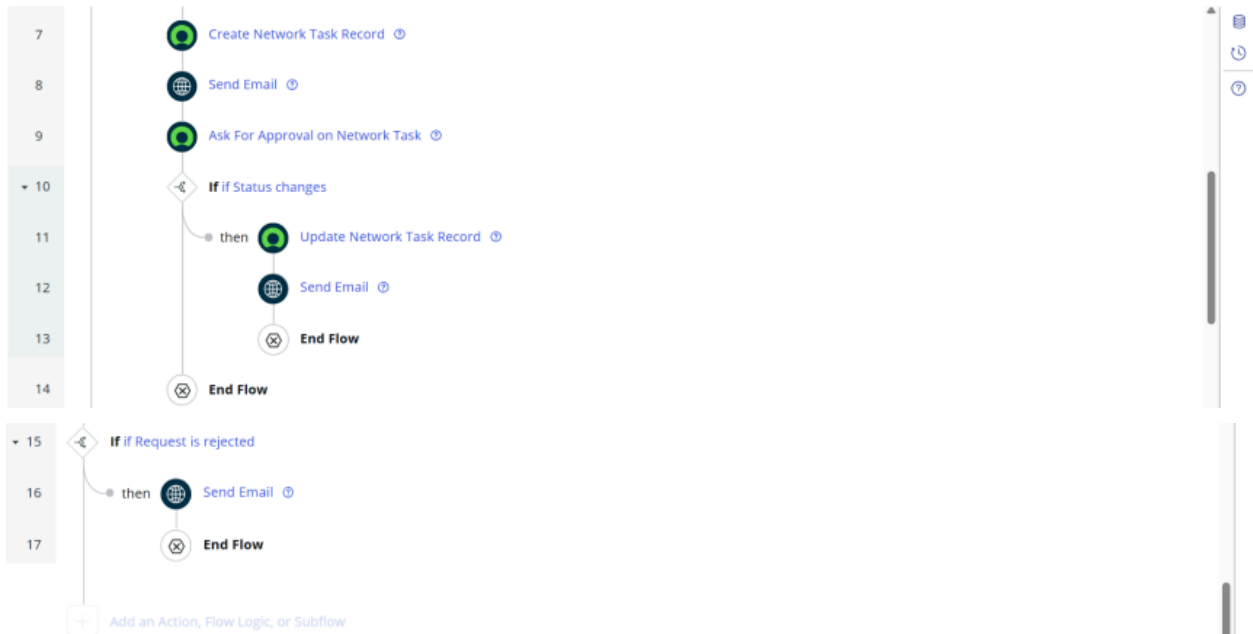 7 Create Network Task Record
8 Send Email
9 Ask For Approval on Network Task
10 If if Status changes
11 then Update Network Task Record
12 Send Email
13 End Flow
14 End Flow
15 If if Request is rejected
16 then Send Email
17 End Flow
Add an Action, Flow Logic, or Subflow